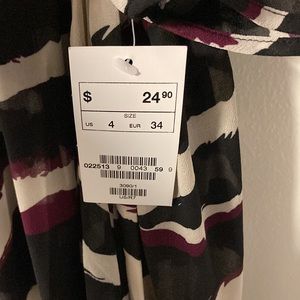 $ 24.90
SIZE
US 4 EUR 34
022513 9 0043 59 9
3090/1
US/R7